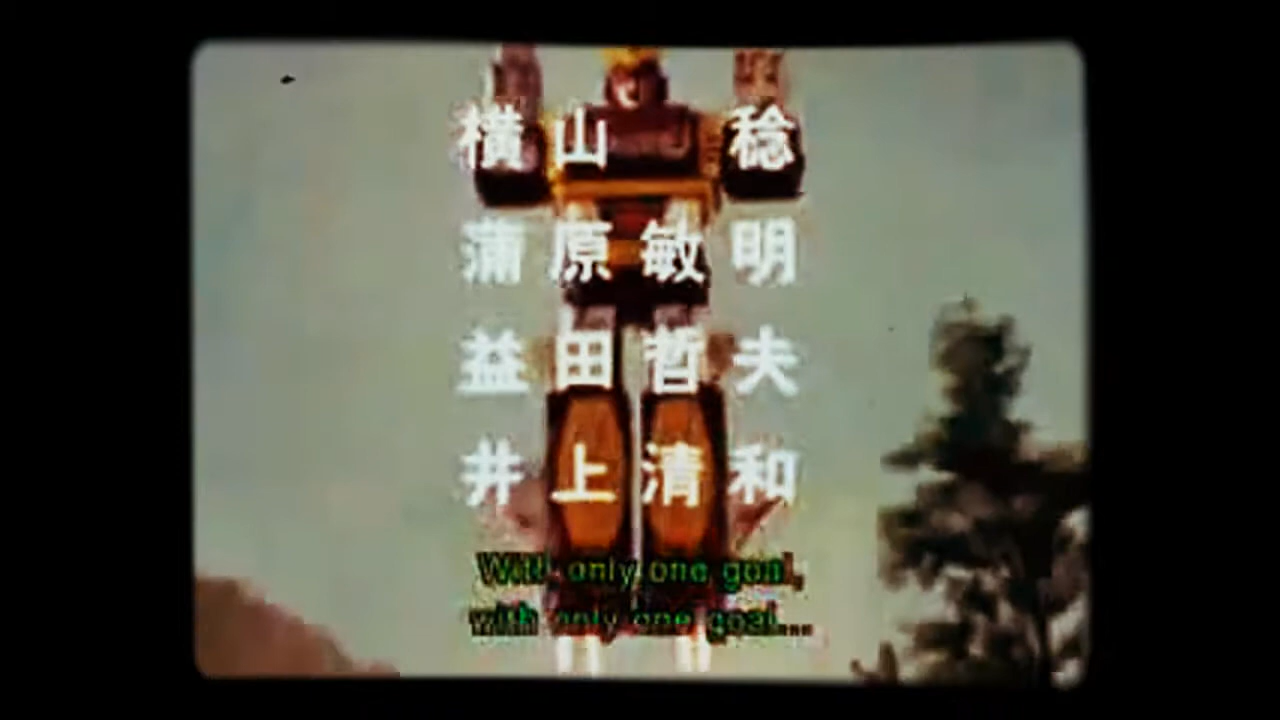 横山 稔
蒲原敏明
益田哲夫
井上清和
With only one goal,
with only one goal...